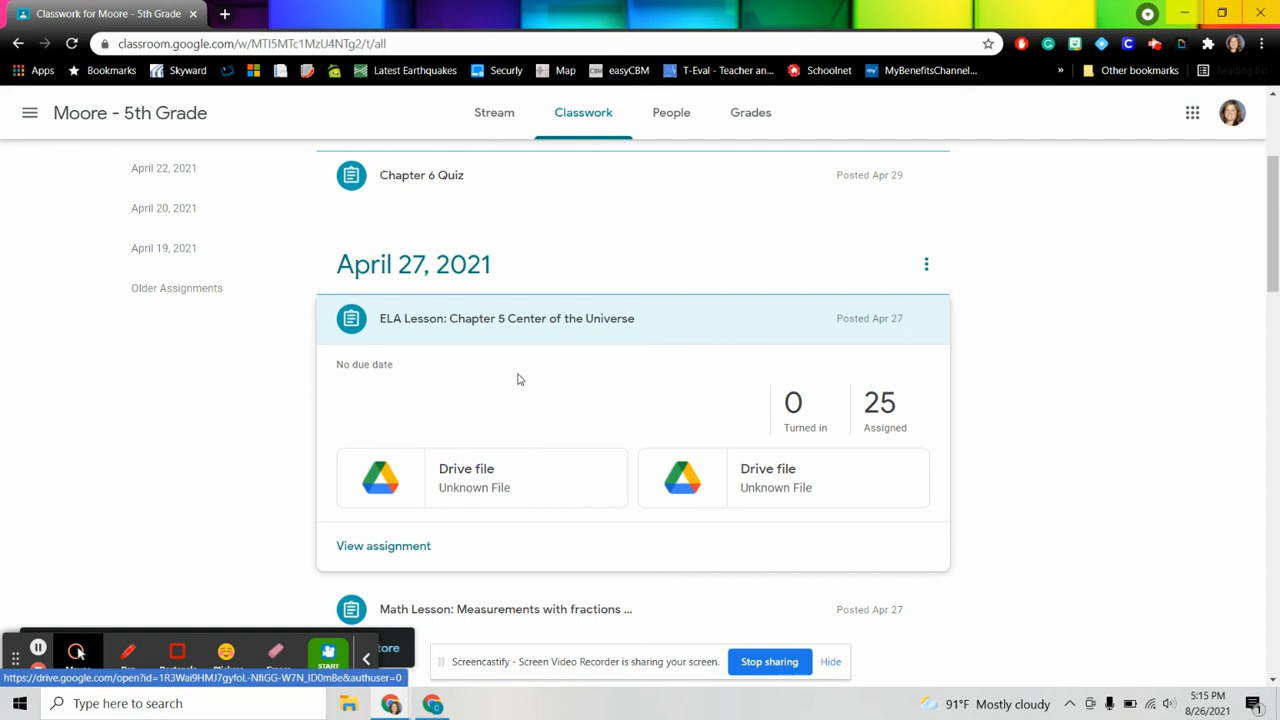 Classwork for Moore - 5th Grade
classroom.google.com/w/MTI5MTc1MzU4NTg2/t/all
Apps Bookmarks Skyward Latest Earthquakes Securly Map easyCBM T-Eval - Teacher an... Schoolnet MyBenefitsChannel... » Other bookmarks Reading list
Moore - 5th Grade Stream Classwork People Grades
April 22, 2021
Chapter 6 Quiz Posted Apr 29
April 20, 2021
April 19, 2021
April 27, 2021
Older Assignments
ELA Lesson: Chapter 5 Center of the Universe Posted Apr 27
No due date
0 25
Turned in Assigned
Drive file Drive file
Unknown File Unknown File
View assignment
Math Lesson: Measurements with fractions ... Posted Apr 27
START
Screencastify - Screen Video Recorder is sharing your screen. Stop sharing Hide
https://drive.google.com/open?id=1R3Wai9HMJ7gyfoL-NfiGG-W7N_ID0mBe&authuser=0
Type here to search
91°F Mostly cloudy
5:15 PM
8/26/2021